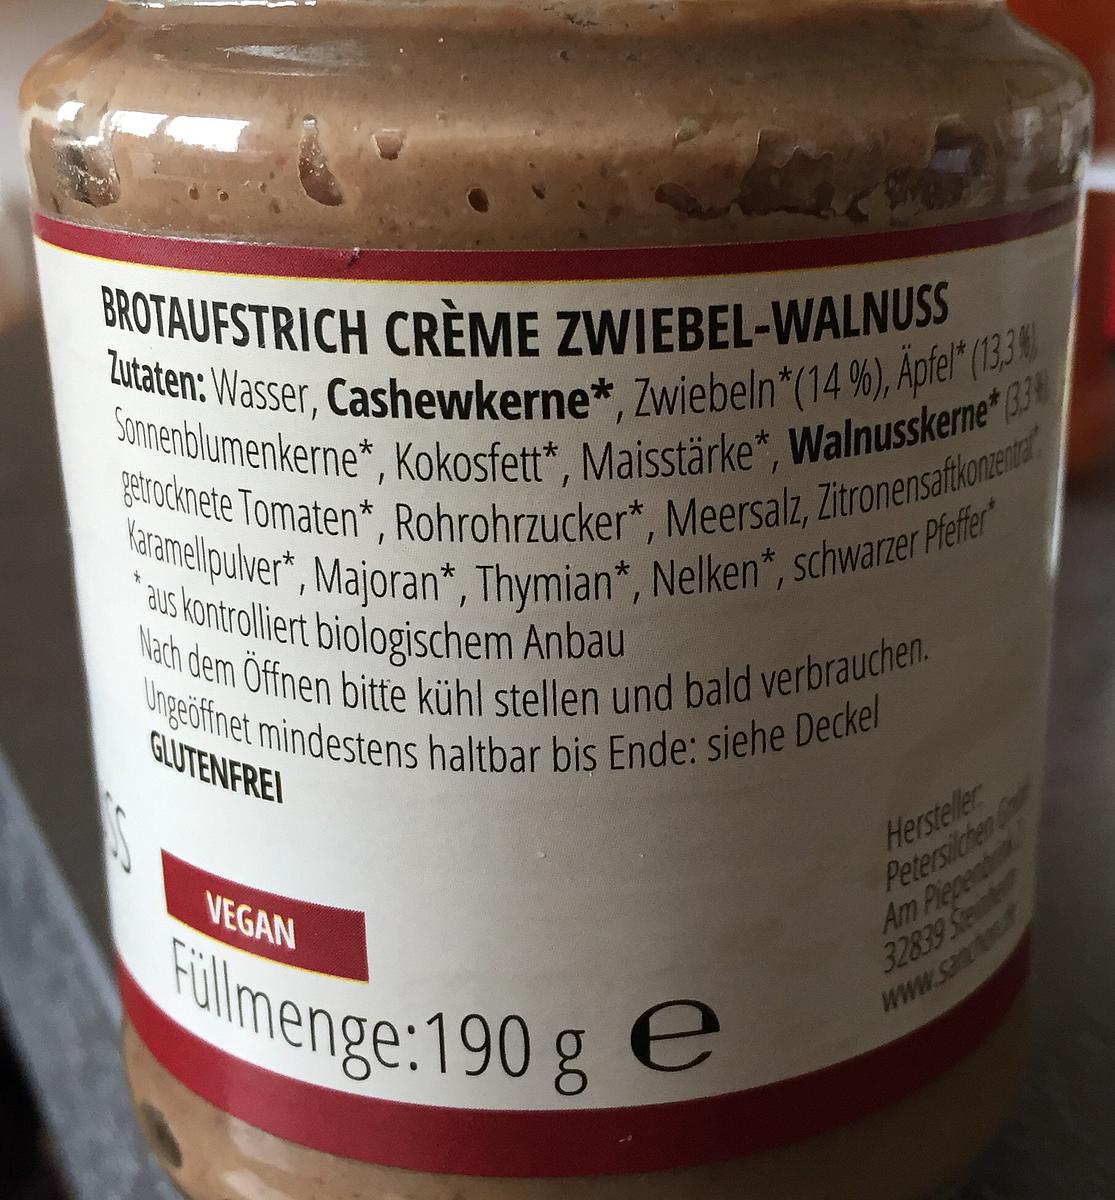 BROTAUFSTRICH CRÈME ZWIEBEL-WALNUSS
Zutaten: Wasser, Cashewkerne*, Zwiebeln*(14 %), Äpfel* (13,3 %),
Sonnenblumenkerne*, Kokosfett*, Maisstärke*, Walnusskerne* (3,3 %
getrocknete Tomaten*, Rohrohrzucker*, Meersalz, Zitronensaftkonzentrat*,
Karamellpulver*, Majoran*, Thymian*, Nelken*, schwarzer Pfeffer*
* aus kontrolliert biologischem Anbau
Nach dem Öffnen bitte kühl stellen und bald verbrauchen.
Ungeöffnet mindestens haltbar bis Ende: siehe Deckel
GLUTENFREI
Hersteller:
Petersilchen GmbH
Am Piepenbrink
32839 Steinheim
www.sanchon.de
VEGAN
Füllmenge:190 g ℮